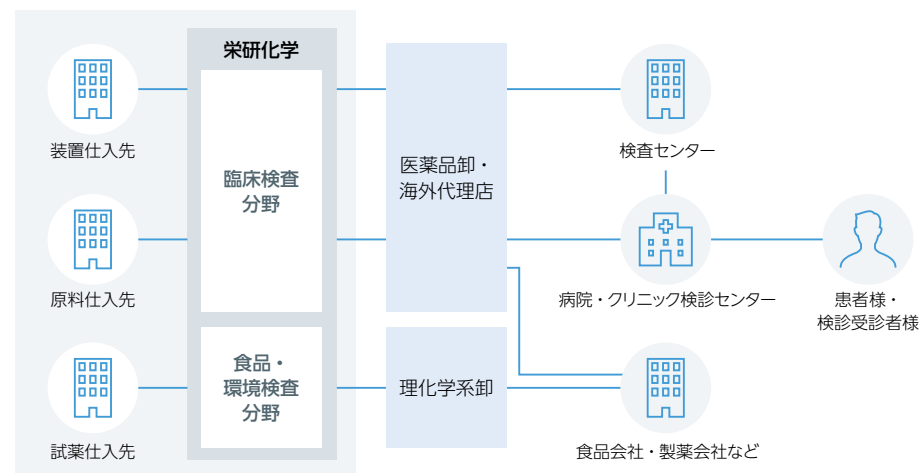 栄研化学
装置仕入先
原料仕入先
試薬仕入先
臨床検査
分野
食品・
環境検査
分野
医薬品卸・
海外代理店
理化学系卸
検査センター
病院・クリニック検診センター
食品会社・製薬会社など
患者様・
検診受診者様